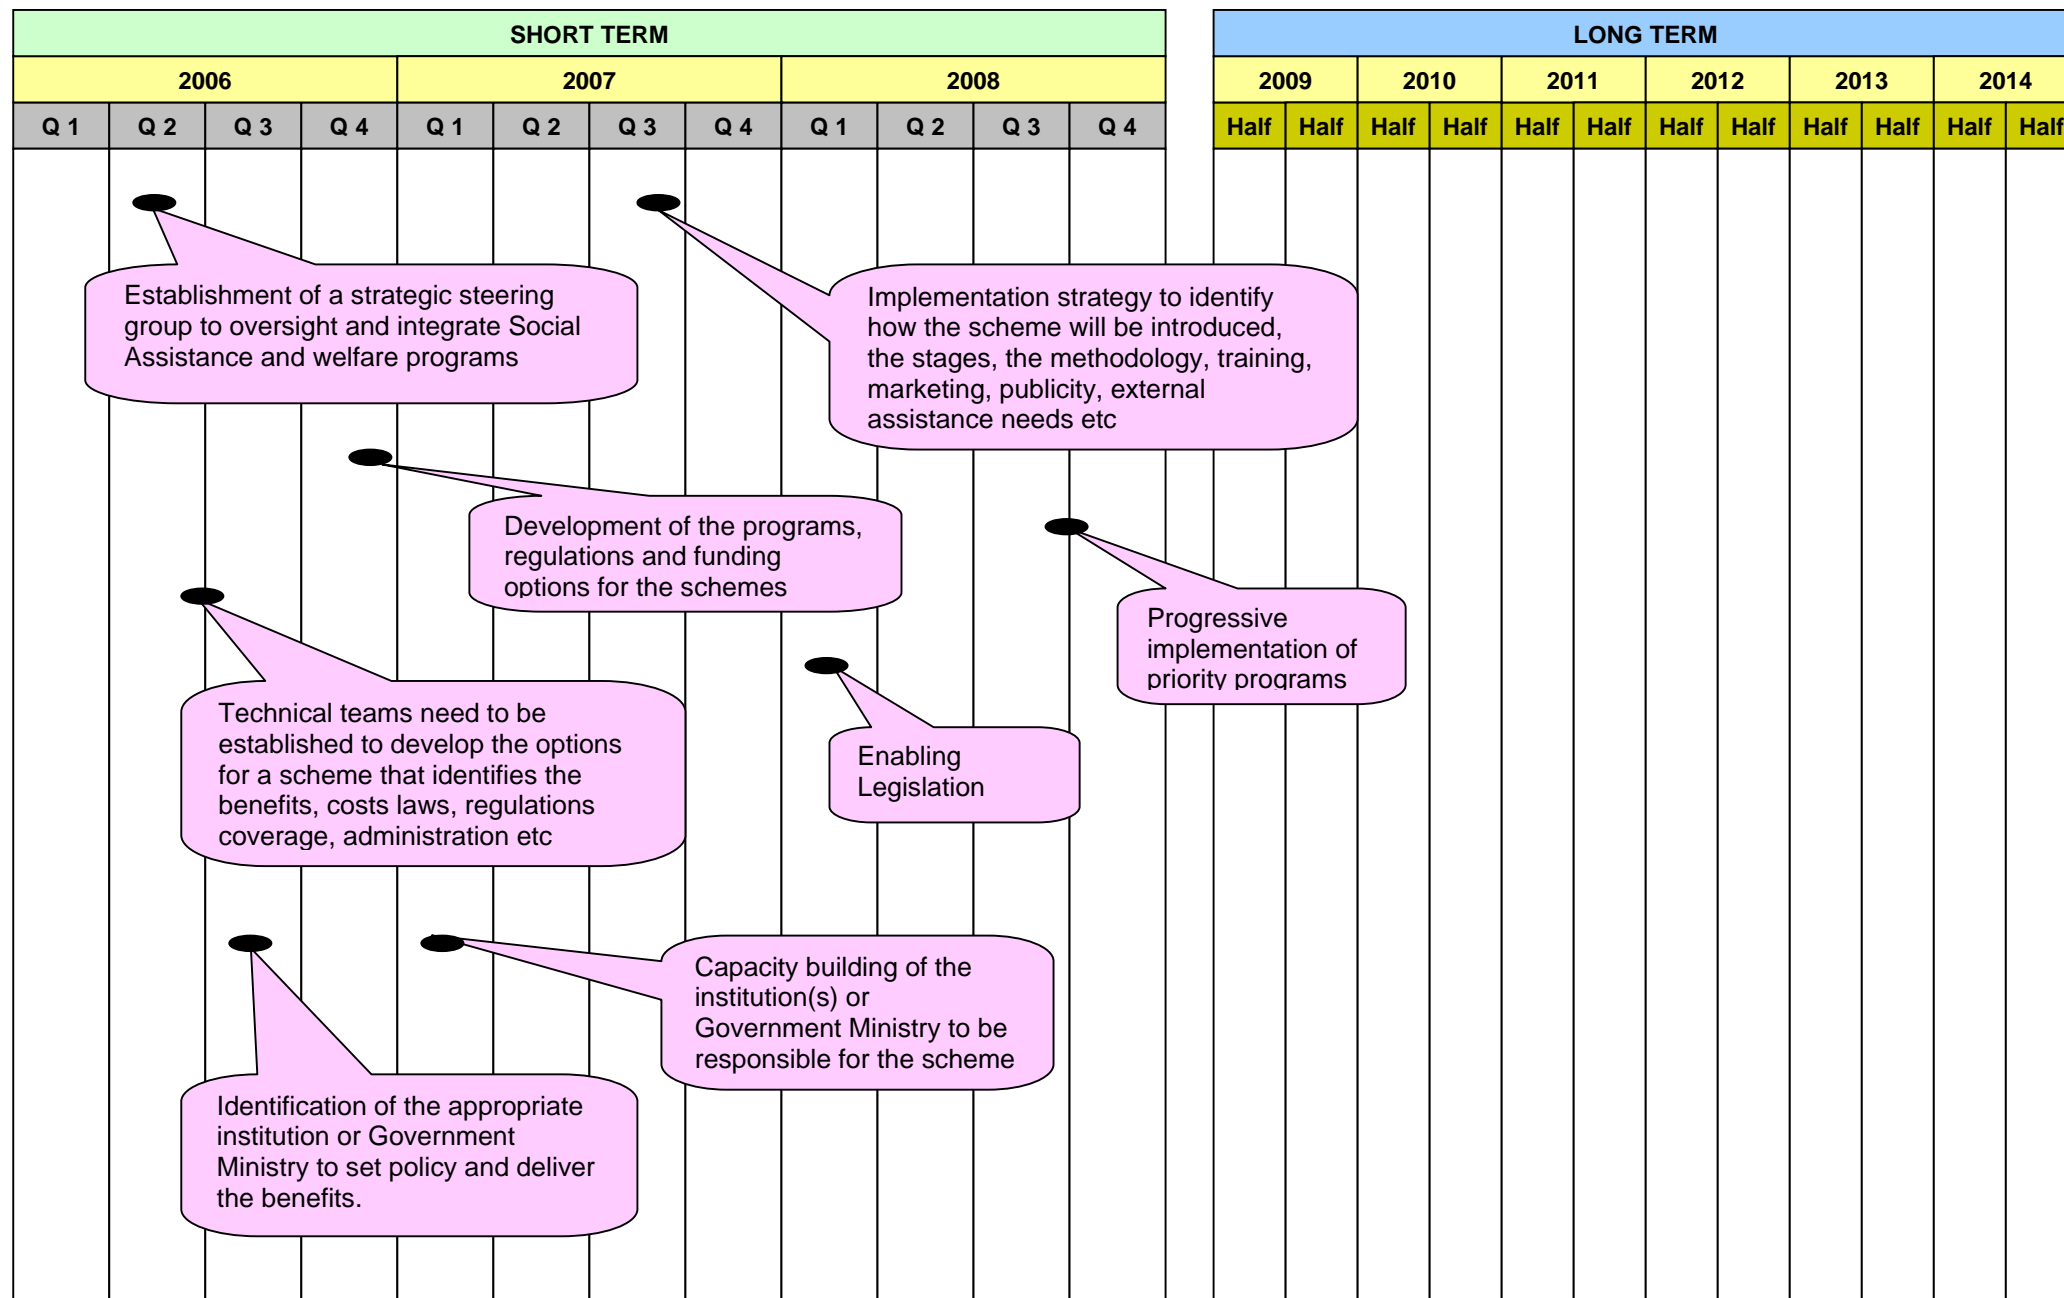 SHORT TERM
LONG TERM
2006 2007 2008
2009 2010 2011 2012 2013 2014
Q 1 Q 2 Q 3 Q 4 Q 1 Q 2 Q 3 Q 4 Q 1 Q 2 Q 3 Q 4
Half Half Half Half Half Half Half Half Half Half Half Half
Establishment of a strategic steering
group to oversight and integrate Social
Assistance and welfare programs
Implementation strategy to identify
how the scheme will be introduced,
the stages, the methodology, training,
marketing, publicity, external
assistance needs etc
Development of the programs,
regulations and funding
options for the schemes
Progressive
implementation of
priority programs
Technical teams need to be
established to develop the options
for a scheme that identifies the
benefits, costs laws, regulations
coverage, administration etc
Enabling
Legislation
Capacity building of the
institution(s) or
Government Ministry to be
responsible for the scheme
Identification of the appropriate
institution or Government
Ministry to set policy and deliver
the benefits.